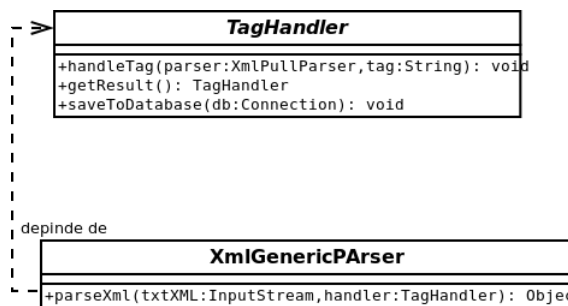 TagHandler
+handleTag(parser:XmlPullParser,tag:String): void
+getResult(): TagHandler
+saveToDatabase(db:Connection): void
depinde de
XmlGenericPArser
+parseXml(txtXML:InputStream,handler:TagHandler): Objec